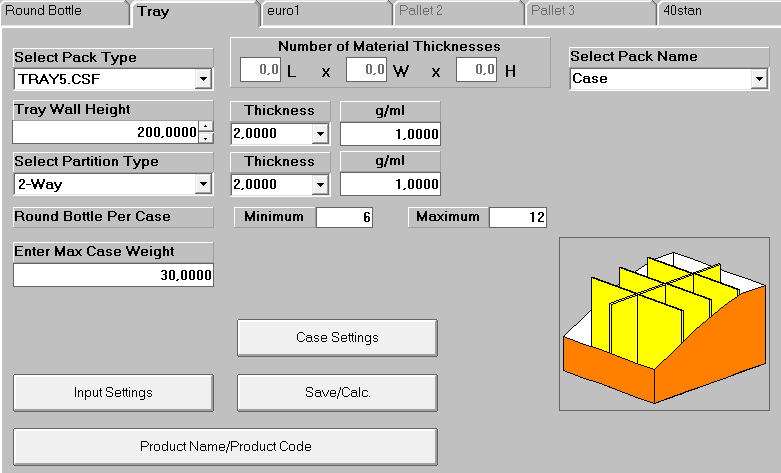 Round Bottle Tray euro1 Pallet 2 Pallet 3 40stan
Number of Material Thicknesses
Select Pack Type Select Pack Name
TRAY5.CSF 0,0 L x 0,0 W x 0,0 H Case
Tray Wall Height Thickness g/ml
200,0000 2,0000 1,0000
Select Partition Type Thickness g/ml
2-Way 2,0000 1,0000
Round Bottle Per Case Minimum 6 Maximum 12
Enter Max Case Weight
30,0000
Case Settings
Input Settings Save/Calc.
Product Name/Product Code